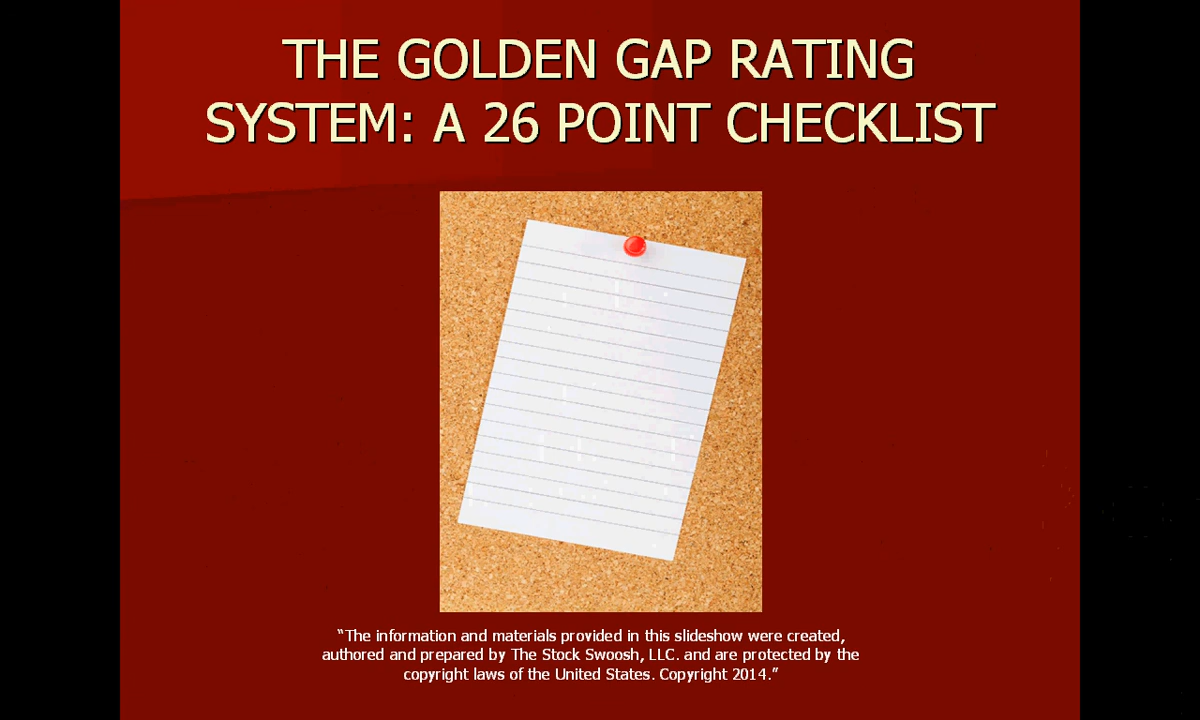 THE GOLDEN GAP RATING
SYSTEM: A 26 POINT CHECKLIST
“The information and materials provided in this slideshow were created,
authored and prepared by The Stock Swoosh, LLC. and are protected by the
copyright laws of the United States. Copyright 2014.”